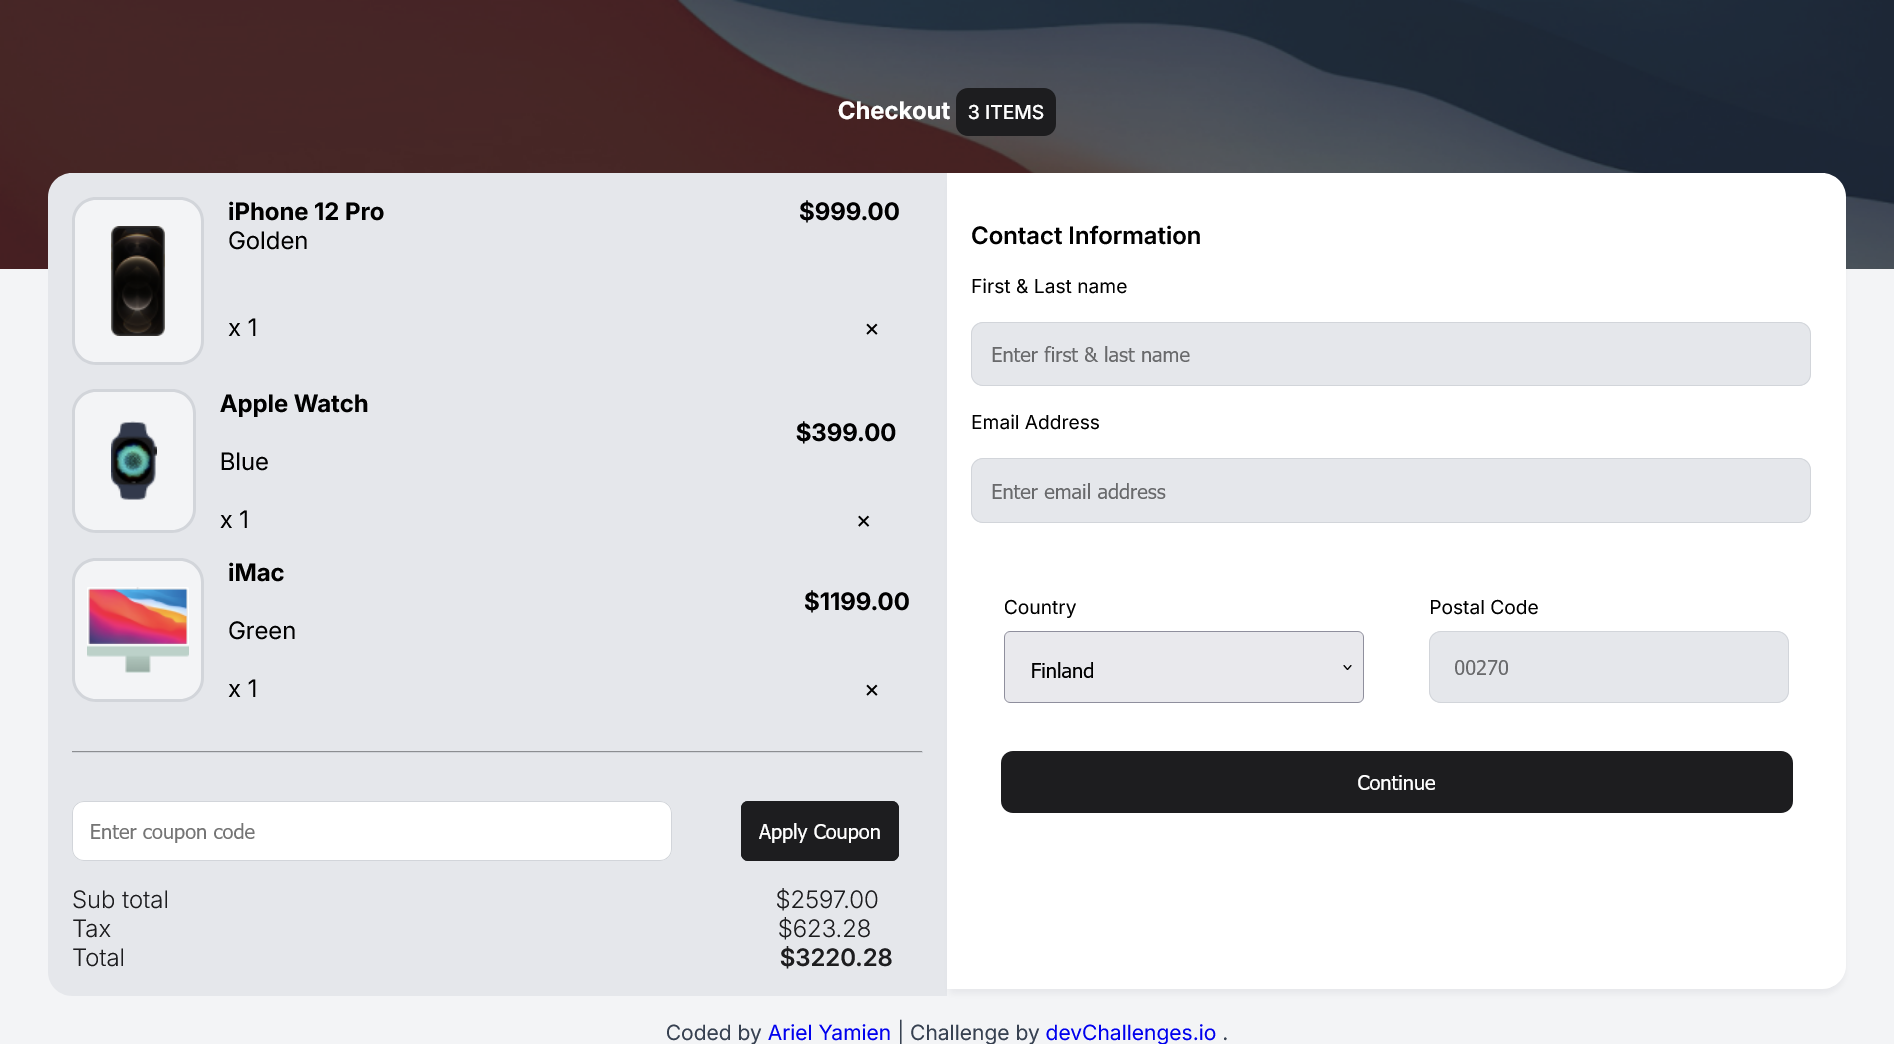 Checkout 3 ITEMS
iPhone 12 Pro $999.00
Golden
x 1 ×
Apple Watch
$399.00
Blue
x 1 ×
iMac
$1199.00
Green
x 1 ×
Enter coupon code Apply Coupon
Sub total $2597.00
Tax $623.28
Total $3220.28
Contact Information
First & Last name
Enter first & last name
Email Address
Enter email address
Country Postal Code
Finland 00270
Continue
Coded by Ariel Yamien | Challenge by devChallenges.io .